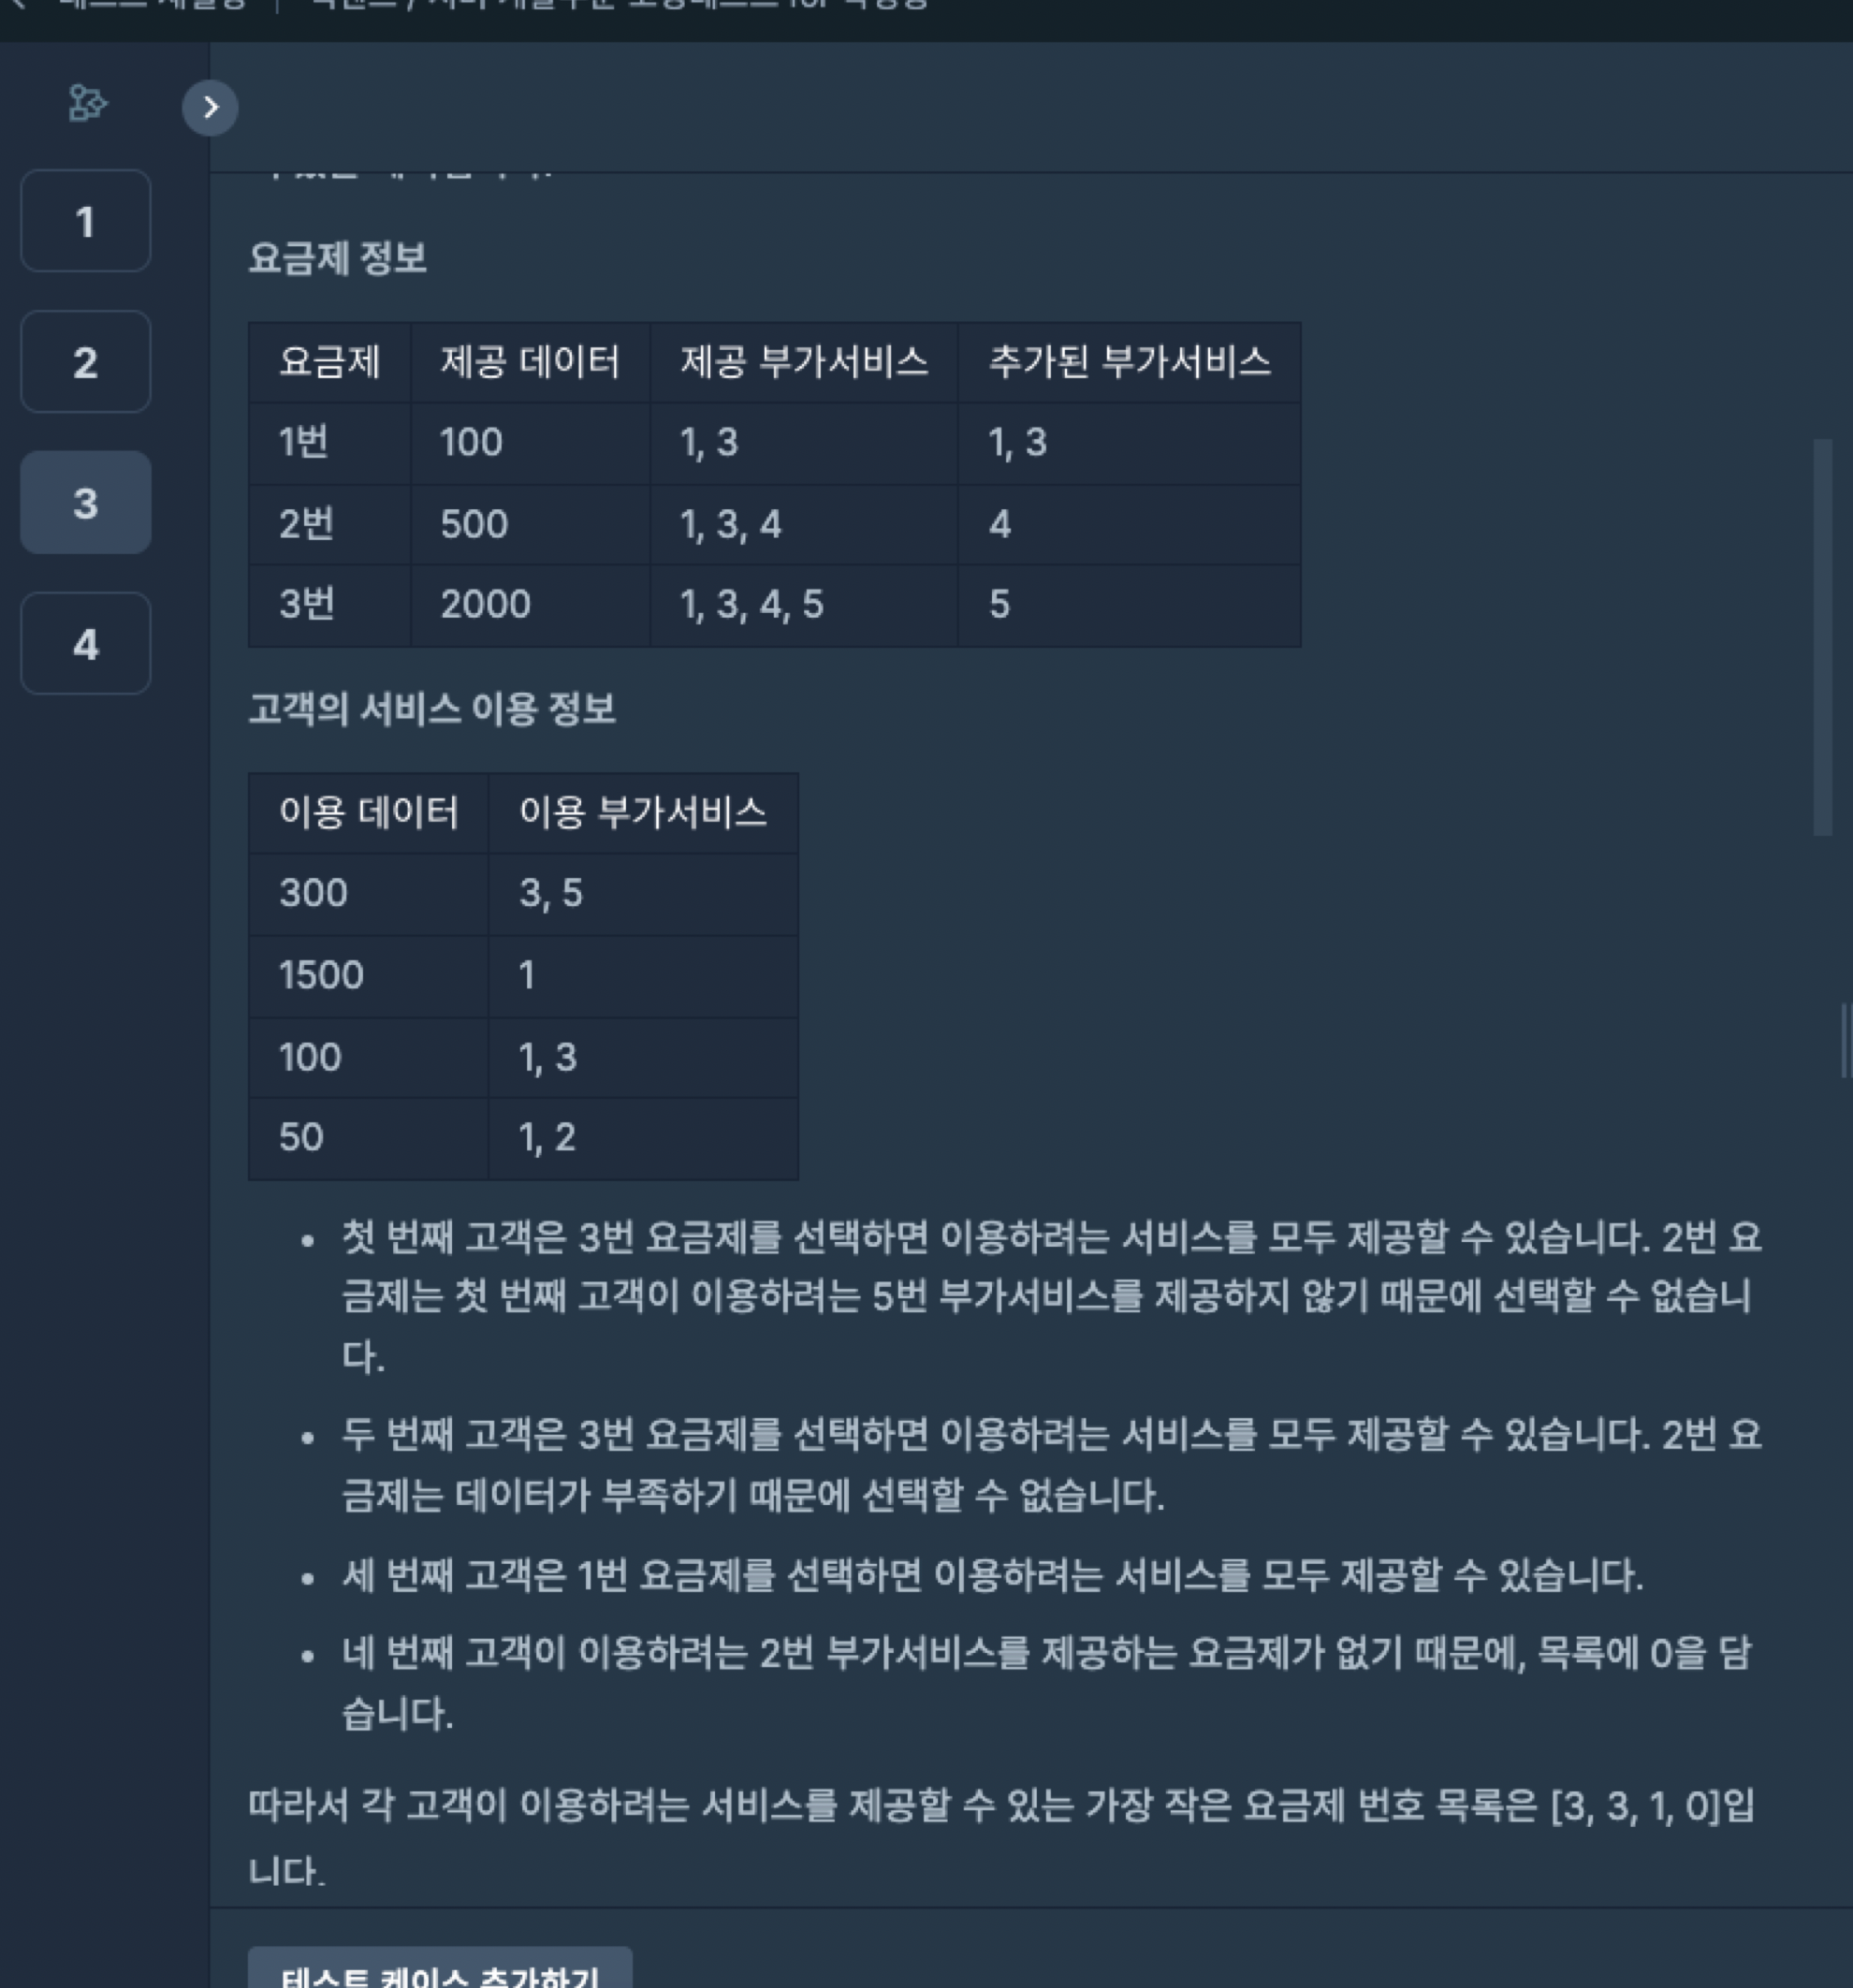 1
2
3
4
요금제 정보
요금제 제공 데이터 제공 부가서비스 추가된 부가서비스
1번 100 1, 3 1, 3
2번 500 1, 3, 4 4
3번 2000 1, 3, 4, 5 5
고객의 서비스 이용 정보
이용 데이터 이용 부가서비스
300 3, 5
1500 1
100 1, 3
50 1, 2
첫 번째 고객은 3번 요금제를 선택하면 이용하려는 서비스를 모두 제공할 수 있습니다. 2번 요
금제는 첫 번째 고객이 이용하려는 5번 부가서비스를 제공하지 않기 때문에 선택할 수 없습니
다.
두 번째 고객은 3번 요금제를 선택하면 이용하려는 서비스를 모두 제공할 수 있습니다. 2번 요
금제는 데이터가 부족하기 때문에 선택할 수 없습니다.
세 번째 고객은 1번 요금제를 선택하면 이용하려는 서비스를 모두 제공할 수 있습니다.
네 번째 고객이 이용하려는 2번 부가서비스를 제공하는 요금제가 없기 때문에, 목록에 0을 담
습니다.
따라서 각 고객이 이용하려는 서비스를 제공할 수 있는 가장 작은 요금제 번호 목록은 [3, 3, 1, 0]입
니다.
테스트 케이스 추가하기